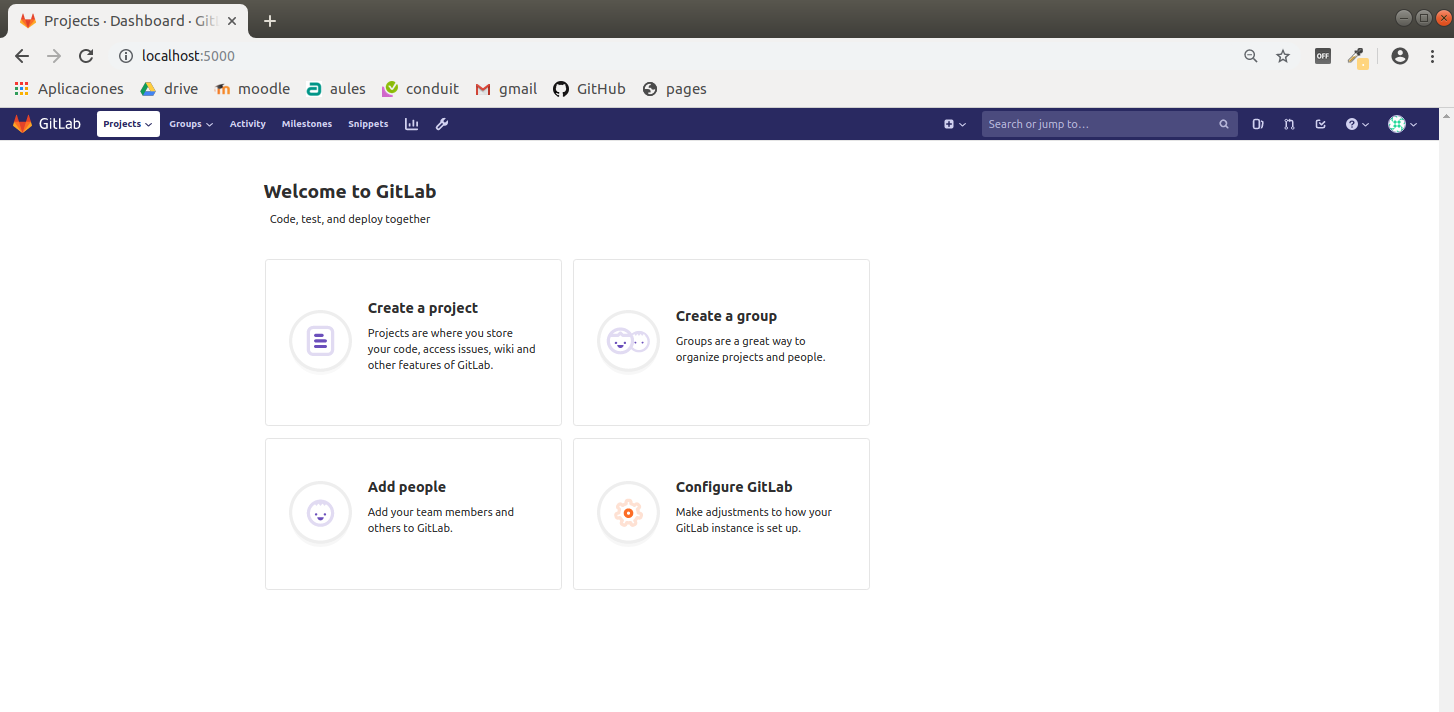 Projects · Dashboard · Git
localhost:5000
OFF
Aplicaciones drive moodle aules conduit gmail GitHub pages
GitLab Projects Groups Activity Milestones Snippets Search or jump to…
Welcome to GitLab
Code, test, and deploy together
Create a project
Projects are where you store
your code, access issues, wiki and
other features of GitLab.
Create a group
Groups are a great way to
organize projects and people.
Add people
Add your team members and
others to GitLab.
Configure GitLab
Make adjustments to how your
GitLab instance is set up.